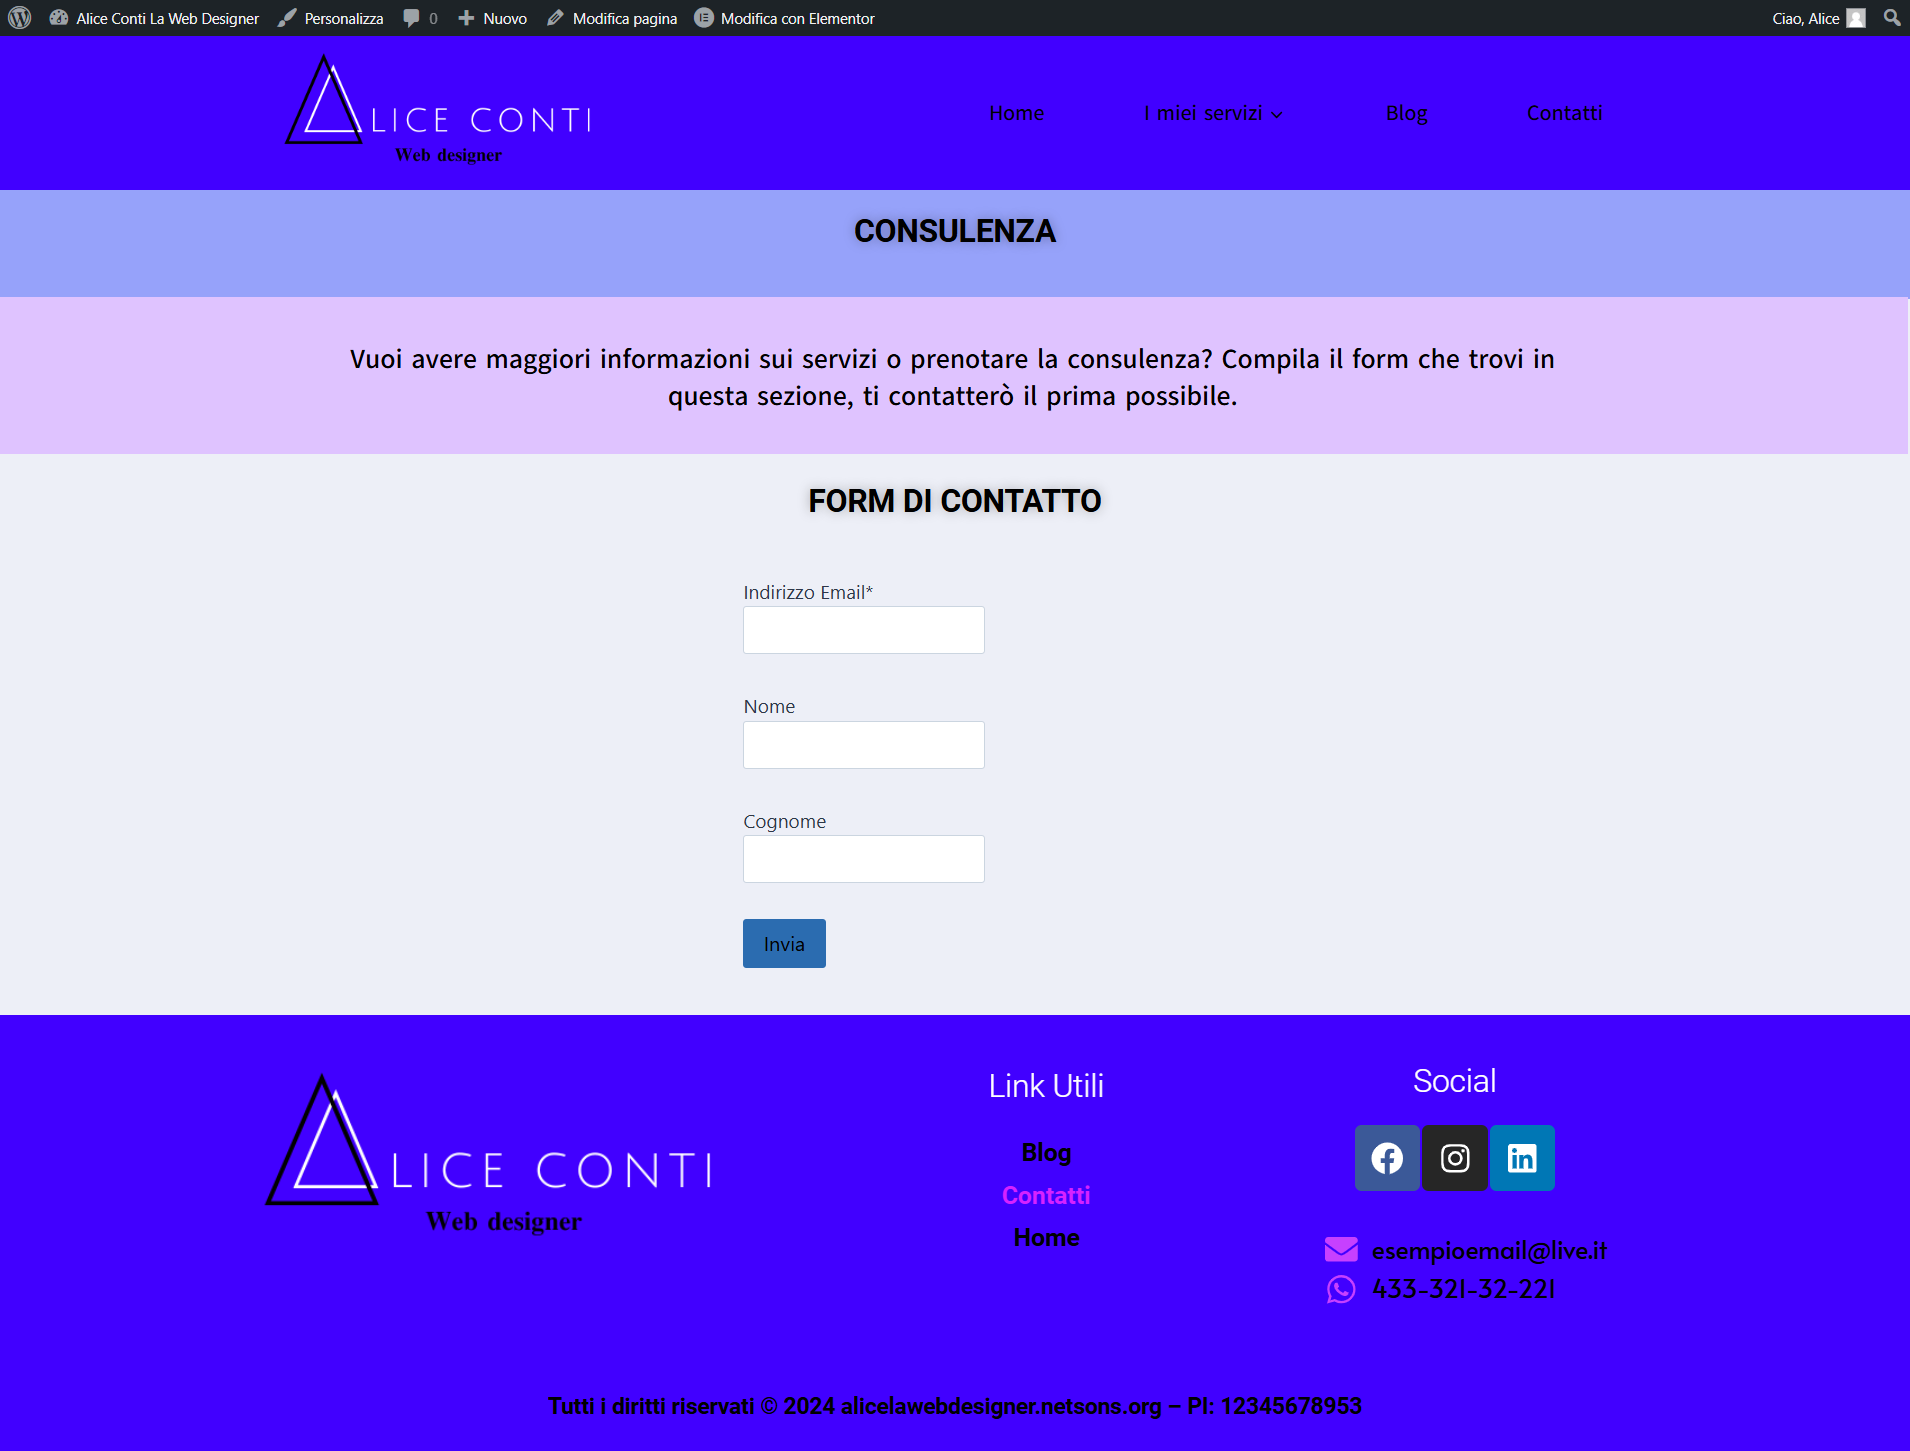 Alice Conti La Web Designer Personalizza 0 Nuovo Modifica pagina Modifica con Elementor Ciao, Alice
LICE CONTI
Web designer
Home I miei servizi Blog Contatti
CONSULENZA
Vuoi avere maggiori informazioni sui servizi o prenotare la consulenza? Compila il form che trovi in
questa sezione, ti contatterò il prima possibile.
FORM DI CONTATTO
Indirizzo Email*
Nome
Cognome
Invia
LICE CONTI
Web designer
Link Utili
Blog
Contatti
Home
Social
esempioemail@live.it
433-321-32-221
Tutti i diritti riservati © 2024 alicelawebdesigner.netsons.org – PI: 12345678953